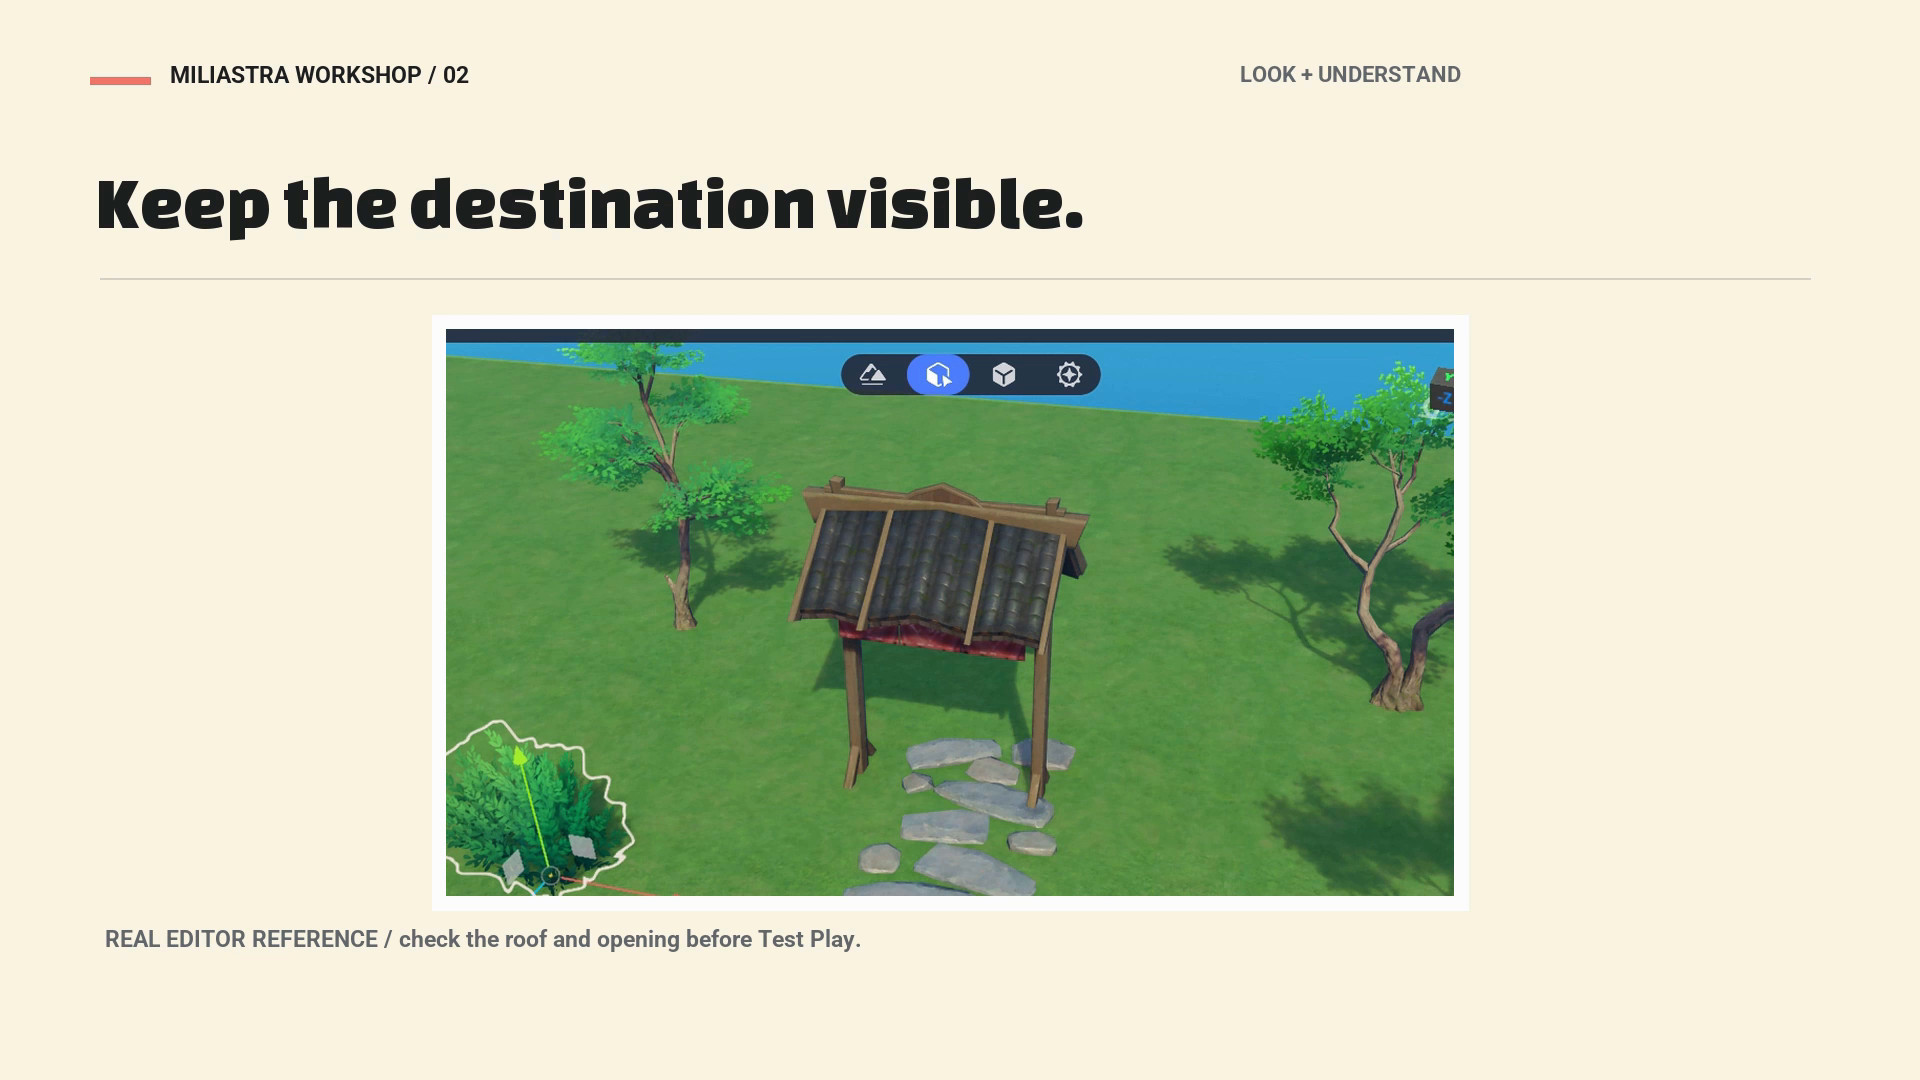 MILIASTRA WORKSHOP / 02
LOOK + UNDERSTAND
Keep the destination visible.
Y
-Z
REAL EDITOR REFERENCE / check the roof and opening before Test Play.